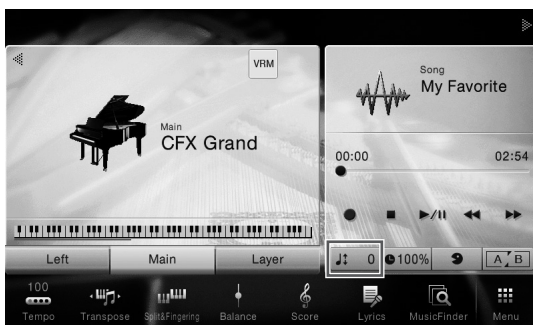 VRM
Main
CFX Grand
Song
My Favorite
00:00
02:54
Left
Main
Layer
0
100%
A B
100
Tempo
Transpose
Split&Fingering
Balance
Score
Lyrics
MusicFinder
Menu